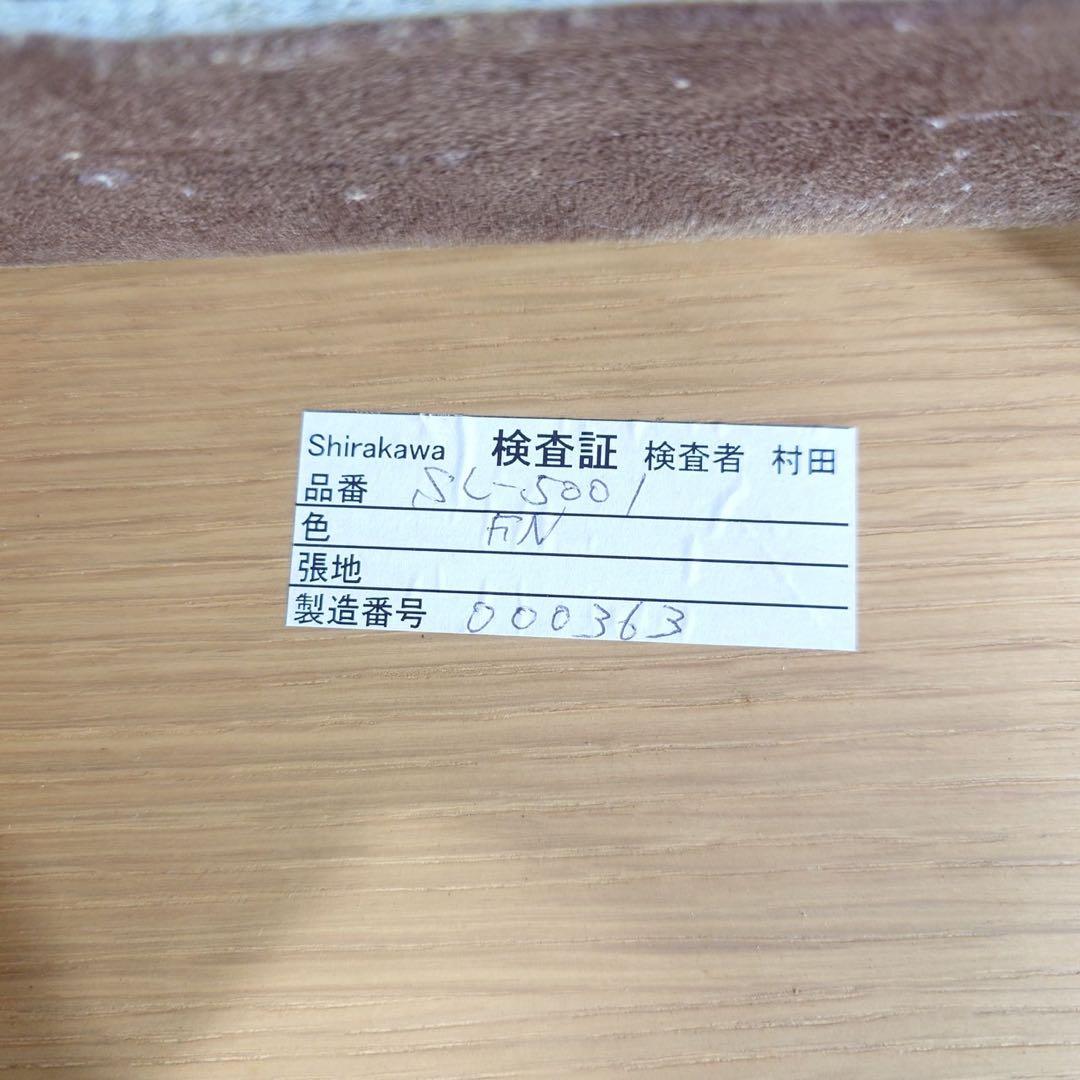 Shirakawa 検査証 検査者 村田
品番 SL-5001
色 FN
張地
製造番号 000363